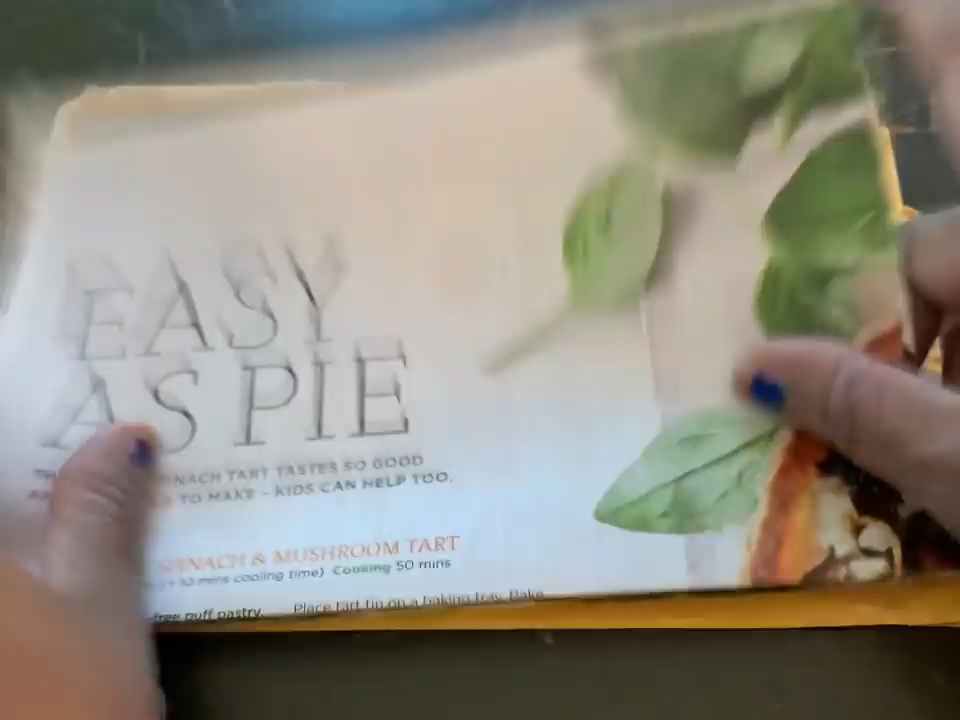 EASY
AS PIE
SPINACH TART TASTES SO GOOD
TO MAKE – KIDS CAN HELP TOO.
SPINACH & MUSHROOM TART
10 mins cooling time) Cooking 50 mins
free puff pastry. Place tart tin on a baking tray. Bake